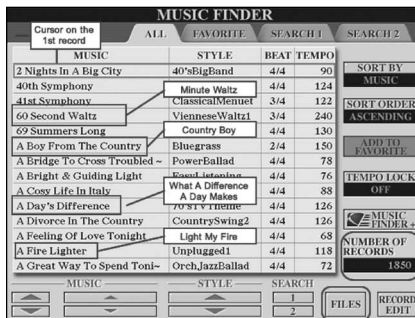 MUSIC FINDER
Cursor on the
1st record
ALL FAVORITE SEARCH 1 SEARCH 2
MUSIC STYLE BEAT TEMPO
2 Nights In A Big City 40'sBigBand 4/4 90
40th Symphony 4/4 124
Minute Waltz
41st Symphony ClassicalMenuet 3/4 122
60 Second Waltz VienneseWaltz1 3/4 240
69 Summers Long 4/4 130
Country Boy
A Boy From The Country Bluegrass 2/4 150
A Bridge To Cross Troubled ~ PowerBallad 4/4 78
A Bright & Guiding Light EasyListening 4/4 76
What A Difference
A Day Makes
A Cosy Life In Italy 4/4 88
A Day's Difference 70'sTVTheme 4/4 126
A Divorce In The Country CountrySwing2 4/4 126
A Feeling Of Love Tonight 4/4 68
Light My Fire
A Fire Lighter Unplugged1 4/4 118
A Great Way To Spend Toni~ OrchJazzBallad 4/4 72
SORT BY
MUSIC
SORT ORDER
ASCENDING
ADD TO
FAVORITE
TEMPO LOCK
OFF
MUSIC
FINDER +
NUMBER OF
RECORDS
1850
MUSIC STYLE SEARCH
1
2
FILES
RECORD
EDIT